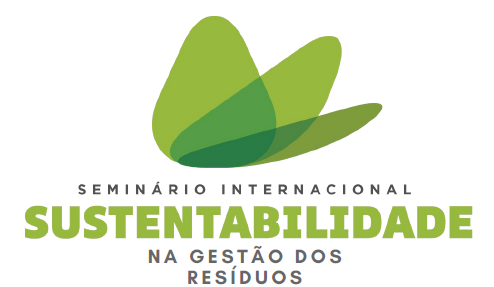 SEMINÁRIO INTERNACIONAL
SUSTENTABILIDADE
NA GESTÃO DOS
RESÍDUOS